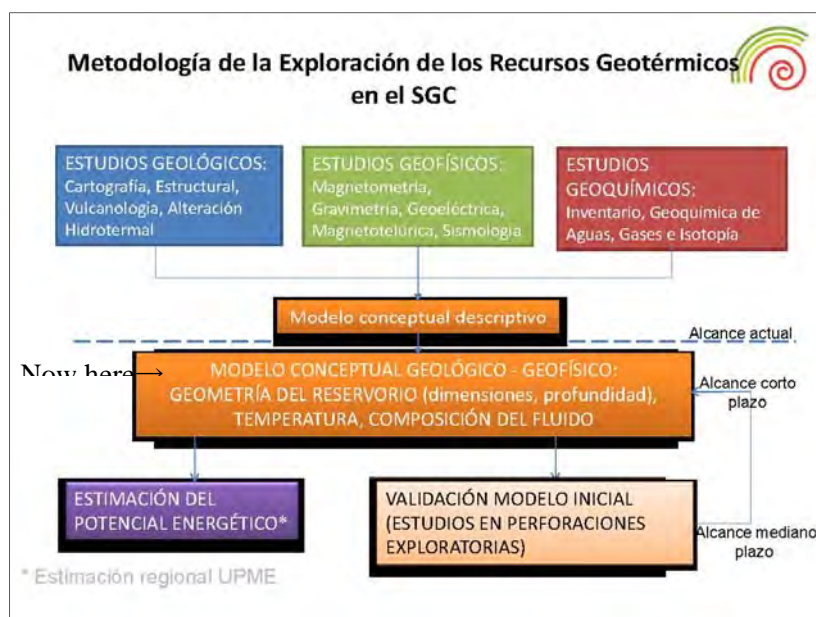 Metodología de la Exploración de los Recursos Geotérmicos
en el SGC
ESTUDIOS GEOLÓGICOS:
Cartografía, Estructural,
Vulcanología, Alteración
Hidrotermal
ESTUDIOS GEOFÍSICOS:
Magnetometría,
Gravimetría, Geoeléctrica,
Magnetotelúrica, Sismología
ESTUDIOS
GEOQUÍMICOS:
Inventario, Geoquímica de
Aguas, Gases e Isotopía
Modelo conceptual descriptivo
Alcance actual
Now here→
MODELO CONCEPTUAL GEOLÓGICO - GEOFÍSICO:
GEOMETRÍA DEL RESERVORIO (dimensiones, profundidad),
TEMPERATURA, COMPOSICIÓN DEL FLUIDO
Alcance corto
plazo
ESTIMACIÓN DEL
POTENCIAL ENERGÉTICO*
VALIDACIÓN MODELO INICIAL
(ESTUDIOS EN PERFORACIONES
EXPLORATORIAS)
Alcance mediano
plazo
* Estimación regional UPME